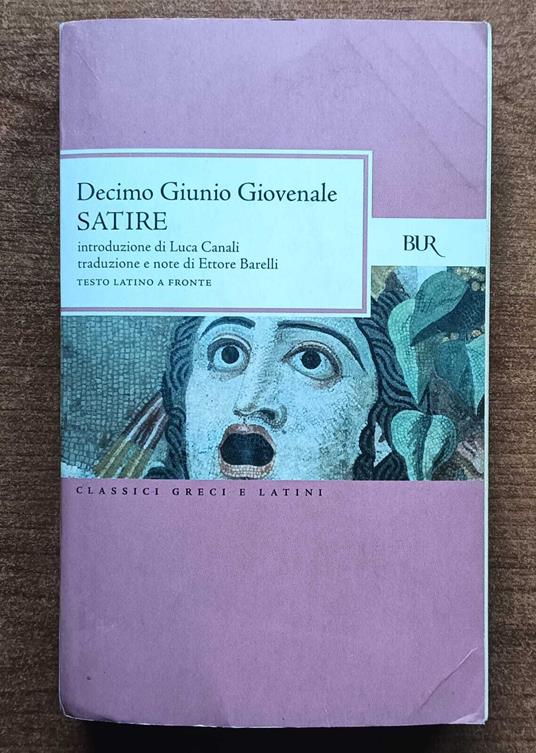 Decimo Giunio Giovenale
SATIRE
introduzione di Luca Canali
traduzione e note di Ettore Barelli
TESTO LATINO A FRONTE
BUR
CLASSICI GRECI E LATINI